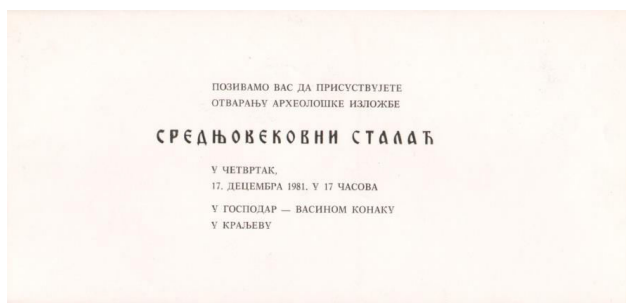 ПОЗИВАМО ВАС ДА ПРИСУСТВУЈЕТЕ
ОТВАРАЊУ АРХЕОЛОШКЕ ИЗЛОЖБЕ
СРЕДЊОВЕКОВНИ СТАЛАЋ
У ЧЕТВРТАК,
17. ДЕЦЕМБРА 1981. У 17 ЧАСОВА
У ГОСПОДАР — ВАСИНОМ КОНАКУ
У КРАЉЕВУ